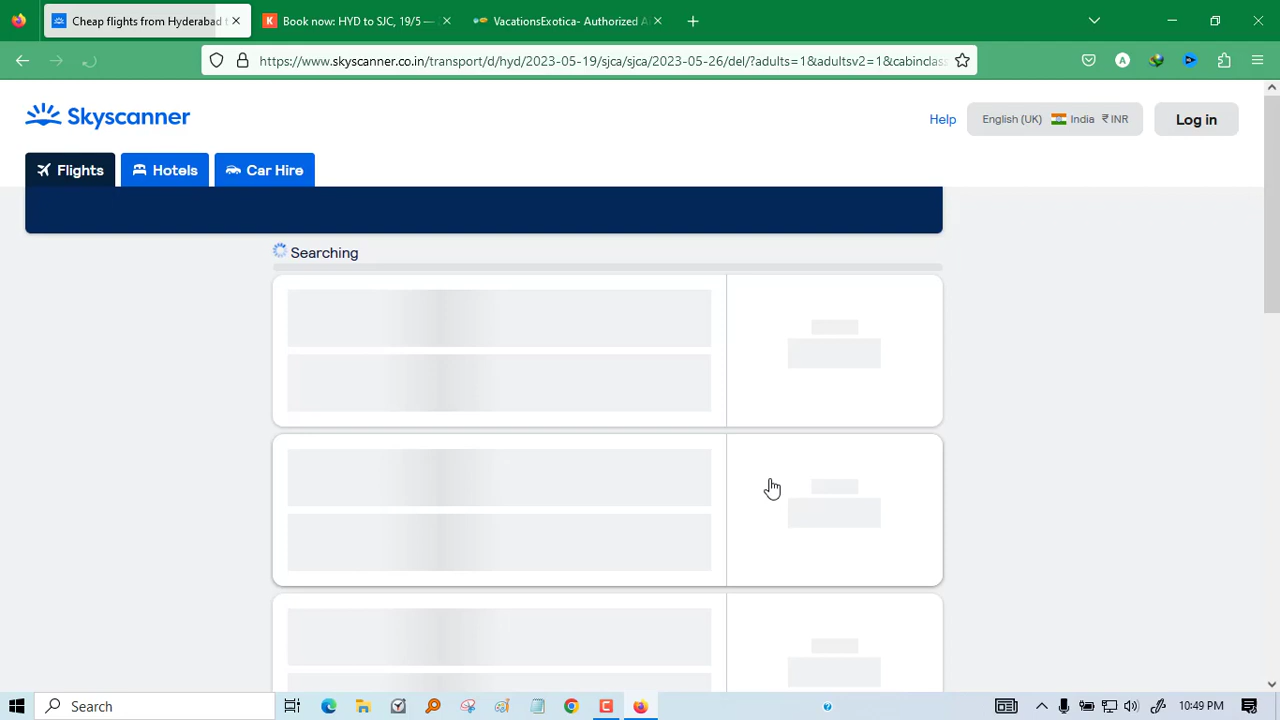 Cheap flights from Hyderabad t
Book now: HYD to SJC, 19/5 —
VacationsExotica- Authorized A
https://www.skyscanner.co.in/transport/d/hyd/2023-05-19/sjca/sjca/2023-05-26/del/?adults=1&adultsv2=1&cabinclass
Skyscanner
Help
English (UK) India ₹ INR
Log in
Flights
Hotels
Car Hire
Searching
Search
10:49 PM